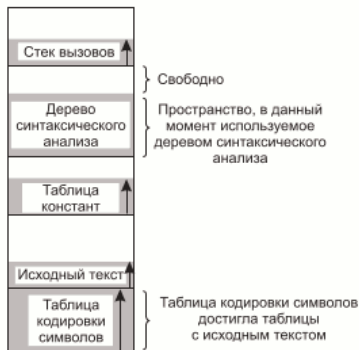 Стек вызовов
Свободно
Дерево
синтаксического
анализа
Пространство, в данный
момент используемое
деревом синтаксического
анализа
Таблица
констант
Исходный текст
Таблица
кодировки
символов
Таблица кодировки символов
достигла таблицы
с исходным текстом